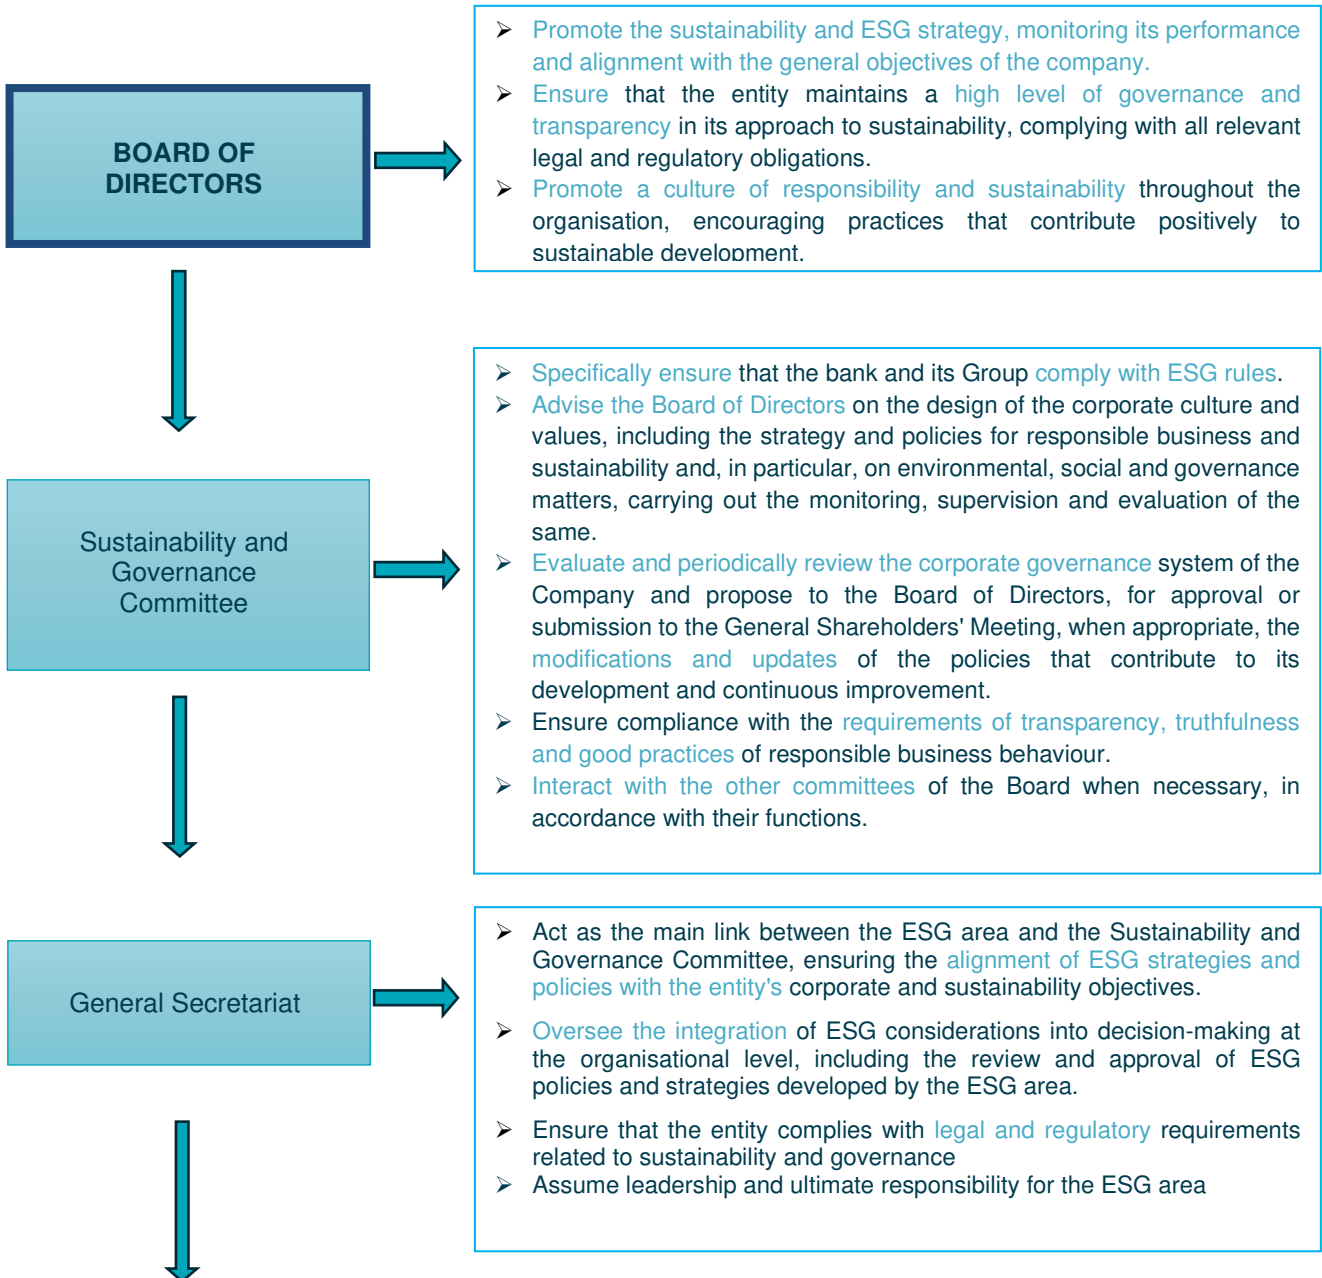 BOARD OF
DIRECTORS
➢ Promote the sustainability and ESG strategy, monitoring its performance
and alignment with the general objectives of the company.
➢ Ensure that the entity maintains a high level of governance and
transparency in its approach to sustainability, complying with all relevant
legal and regulatory obligations.
➢ Promote a culture of responsibility and sustainability throughout the
organisation, encouraging practices that contribute positively to
sustainable development.
Sustainability and
Governance
Committee
➢ Specifically ensure that the bank and its Group comply with ESG rules.
➢ Advise the Board of Directors on the design of the corporate culture and
values, including the strategy and policies for responsible business and
sustainability and, in particular, on environmental, social and governance
matters, carrying out the monitoring, supervision and evaluation of the
same.
➢ Evaluate and periodically review the corporate governance system of the
Company and propose to the Board of Directors, for approval or
submission to the General Shareholders' Meeting, when appropriate, the
modifications and updates of the policies that contribute to its
development and continuous improvement.
➢ Ensure compliance with the requirements of transparency, truthfulness
and good practices of responsible business behaviour.
➢ Interact with the other committees of the Board when necessary, in
accordance with their functions.
General Secretariat
➢ Act as the main link between the ESG area and the Sustainability and
Governance Committee, ensuring the alignment of ESG strategies and
policies with the entity's corporate and sustainability objectives.
➢ Oversee the integration of ESG considerations into decision-making at
the organisational level, including the review and approval of ESG
policies and strategies developed by the ESG area.
➢ Ensure that the entity complies with legal and regulatory requirements
related to sustainability and governance
➢ Assume leadership and ultimate responsibility for the ESG area